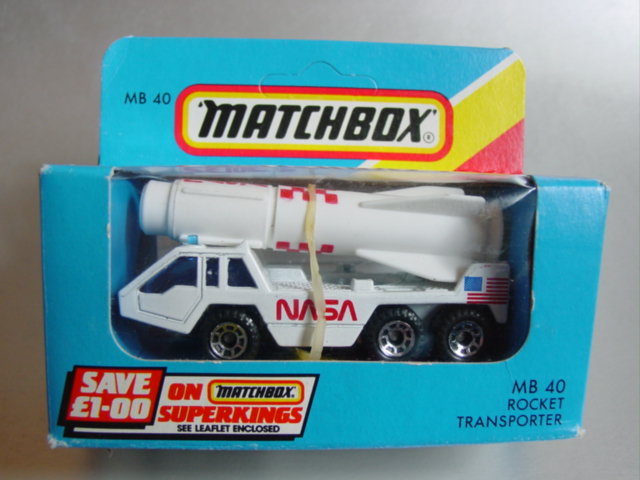 MB 40
"MATCHBOX"®
NASA
SAVE
£1-00
ON "MATCHBOX"
SUPERKINGS
SEE LEAFLET ENCLOSED
MB 40
ROCKET
TRANSPORTER